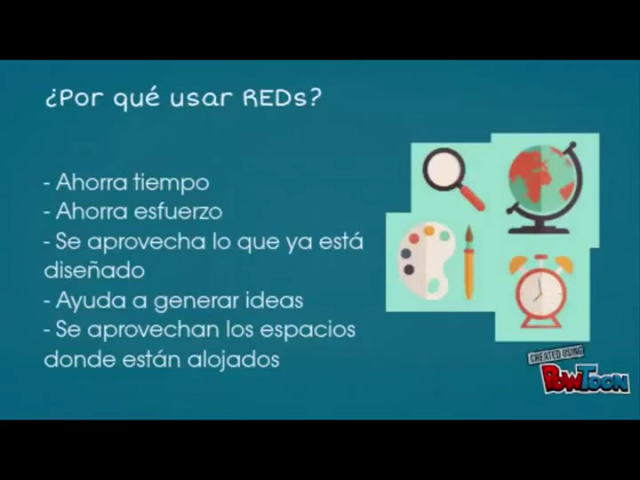 ¿Por qué usar REDs?
- Ahorra tiempo
- Ahorra esfuerzo
- Se aprovecha lo que ya está
diseñado
- Ayuda a generar ideas
- Se aprovechan los espacios
donde están alojados
CREATED USING
POWTOON